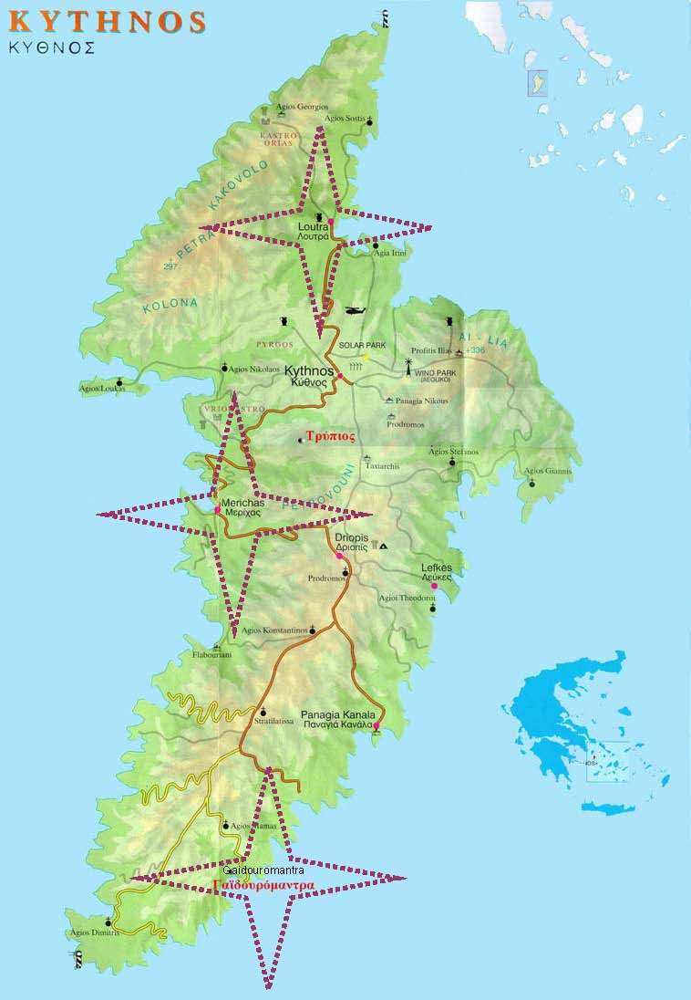 KYTHNOS
ΚΥΘΝΟΣ
Agios Georgios
Agios Sostis
KASTRO
ORIAS
KAKOVOLO
Loutra
Λουτρά
PETRA
Agia Irini
297
KOLONA
AI - LIA
PYRGOS
SOLAR PARK
Profitis Ilias
+336
Agios Nikolaos
Kythnos
Κύθνος
WIND PARK
(ΑΕΟLΙΚΟ)
Agios Loukas
Panagia Nikous
Prodromos
Τρύπιος
Agios Stefanos
Taxiarchis
Agios Giannis
Merichas
Μερίχας
Driopis
Δριοπίς
Lefkes
Λεύκες
Prodromos
Agioi Theodoroi
Agios Konstantinos
Flabouriani
Stratilatissa
Panagia Kanala
Παναγιά Κανάλα
Agios Mamas
Gaidouromantra
Γαϊδουρόμαντρα
Agios Dimitris